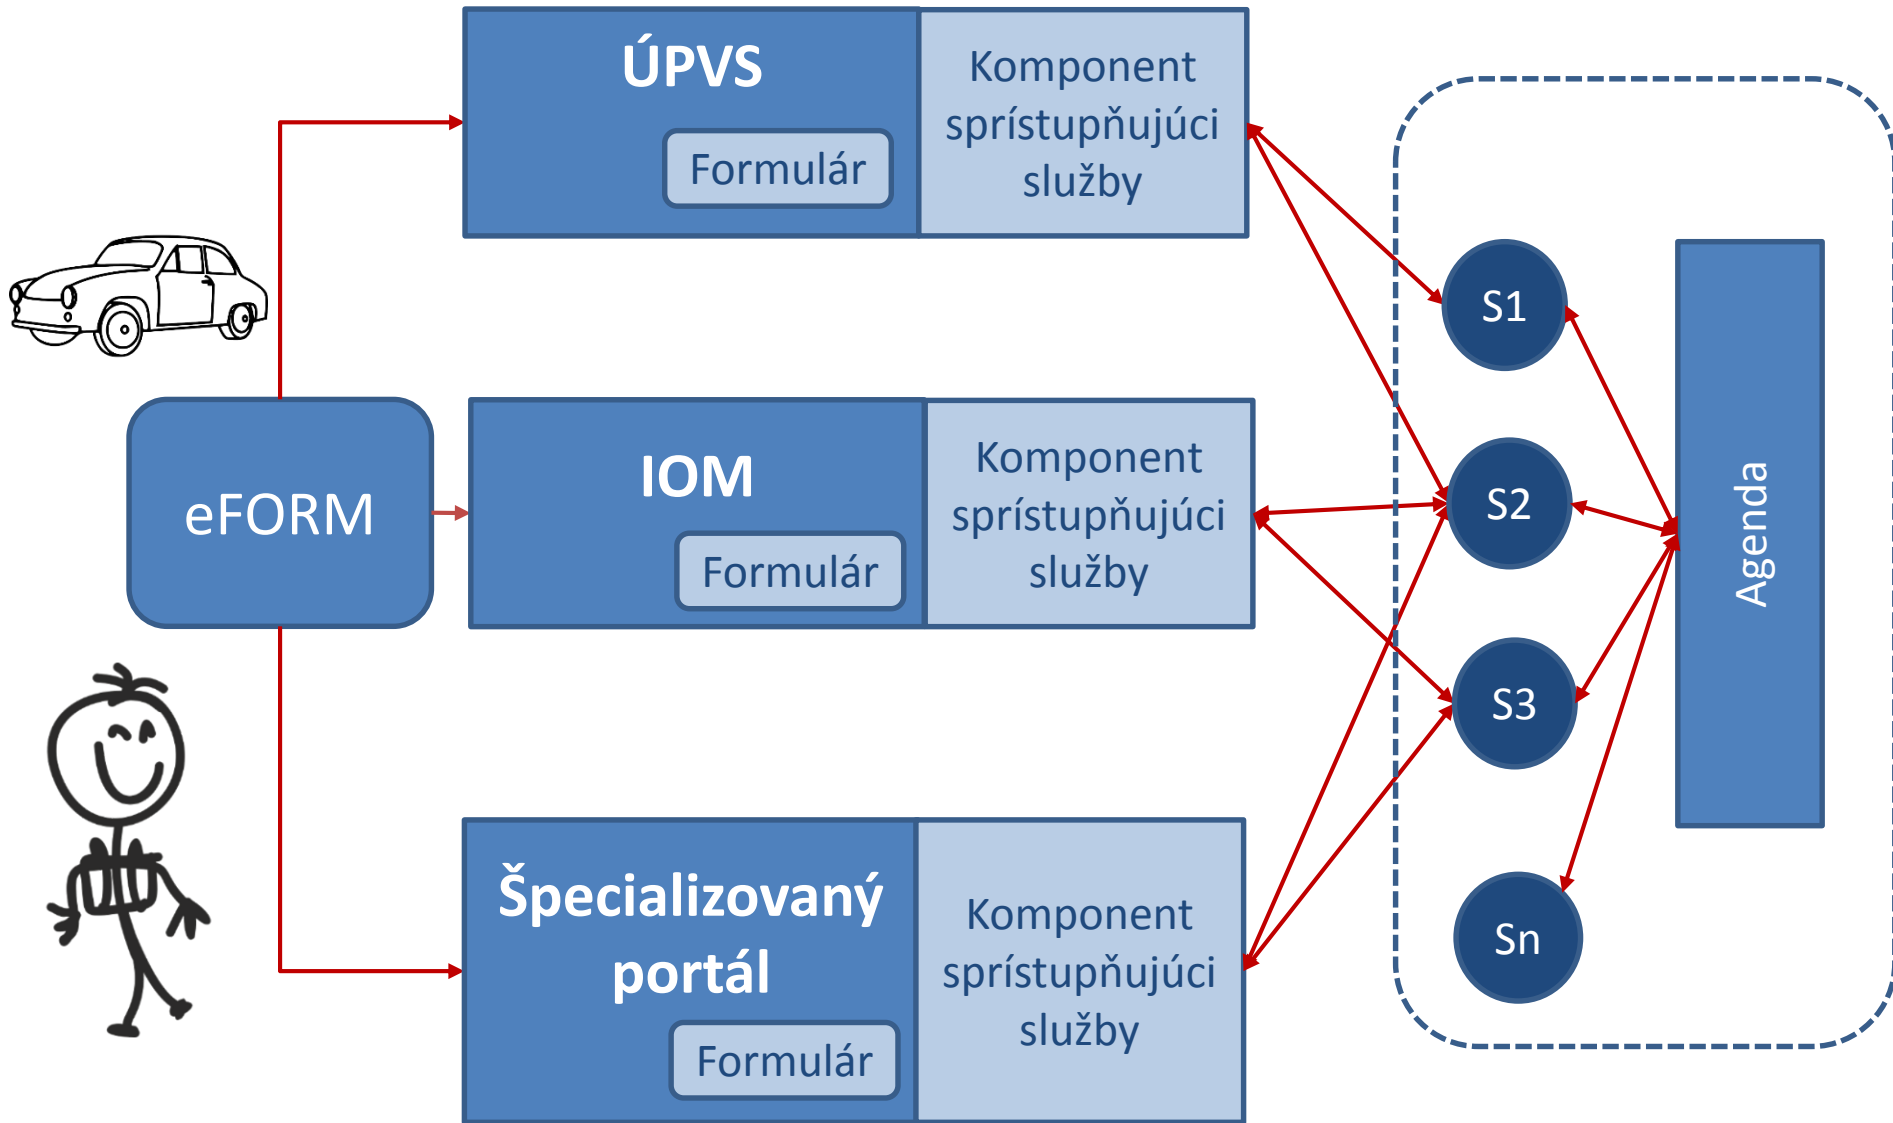 ÚPVS
Formulár
Komponent
sprístupňujúci
služby
eFORM
IOM
Formulár
Komponent
sprístupňujúci
služby
Špecializovaný
portál
Formulár
Komponent
sprístupňujúci
služby
S1
S2
S3
Sn
Agenda